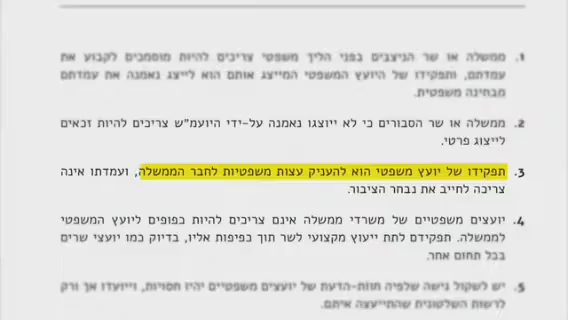 1. ממשלה או שר הניצבים בפני הליך משפטי צריכים להיות מוסמכים לקבוע את
עמדתם, ותפקידו של היועץ המשפטי המייצג אותם הוא לייצג נאמנה את עמדתם
מבחינה משפטית.
2. ממשלה או שר הסבורים כי לא ייוצגו נאמנה על-ידי היועמ"ש צריכים להיות זכאים
לייצוג פרטי.
3. תפקידו של יועץ משפטי הוא להעניק עצות משפטיות לחבר הממשלה, ועמדתו אינה
צריכה לחייב את נבחר הציבור.
4. יועצים משפטיים של משרדי ממשלה אינם צריכים להיות כפופים ליועץ המשפטי
לממשלה. תפקידם לתת ייעוץ מקצועי לשר תוך כפיפות אליו, בדיוק כמו יועצי שרים
בכל תחום אחר.
5. יש לשקול גישה שלפיה חוות-הדעת של יועצים משפטיים יהיו חסויות, וייועדו אך ורק
לרשות השלטונית שהתייעצה איתם.